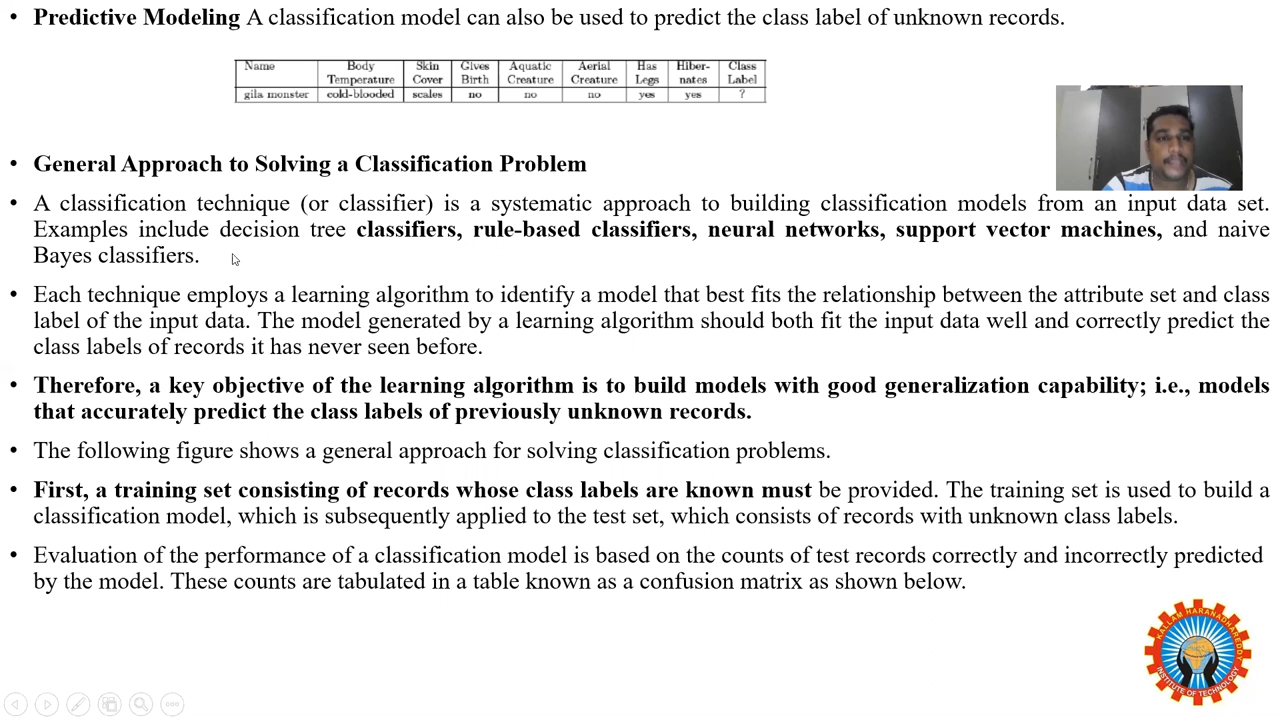 • Predictive Modeling A classification model can also be used to predict the class label of unknown records.
Name Body Temperature Skin Cover Gives Birth Aquatic Creature Aerial Creature Has Legs Hiber-nates Class Label
gila monster cold-blooded scales no no no yes yes ?
• General Approach to Solving a Classification Problem
• A classification technique (or classifier) is a systematic approach to building classification models from an input data set.
Examples include decision tree classifiers, rule-based classifiers, neural networks, support vector machines, and naive
Bayes classifiers.
• Each technique employs a learning algorithm to identify a model that best fits the relationship between the attribute set and class
label of the input data. The model generated by a learning algorithm should both fit the input data well and correctly predict the
class labels of records it has never seen before.
• Therefore, a key objective of the learning algorithm is to build models with good generalization capability; i.e., models
that accurately predict the class labels of previously unknown records.
• The following figure shows a general approach for solving classification problems.
• First, a training set consisting of records whose class labels are known must be provided. The training set is used to build a
classification model, which is subsequently applied to the test set, which consists of records with unknown class labels.
• Evaluation of the performance of a classification model is based on the counts of test records correctly and incorrectly predicted
by the model. These counts are tabulated in a table known as a confusion matrix as shown below.
KALLAM HARANADHAREDDY
INSTITUTE OF TECHNOLOGY